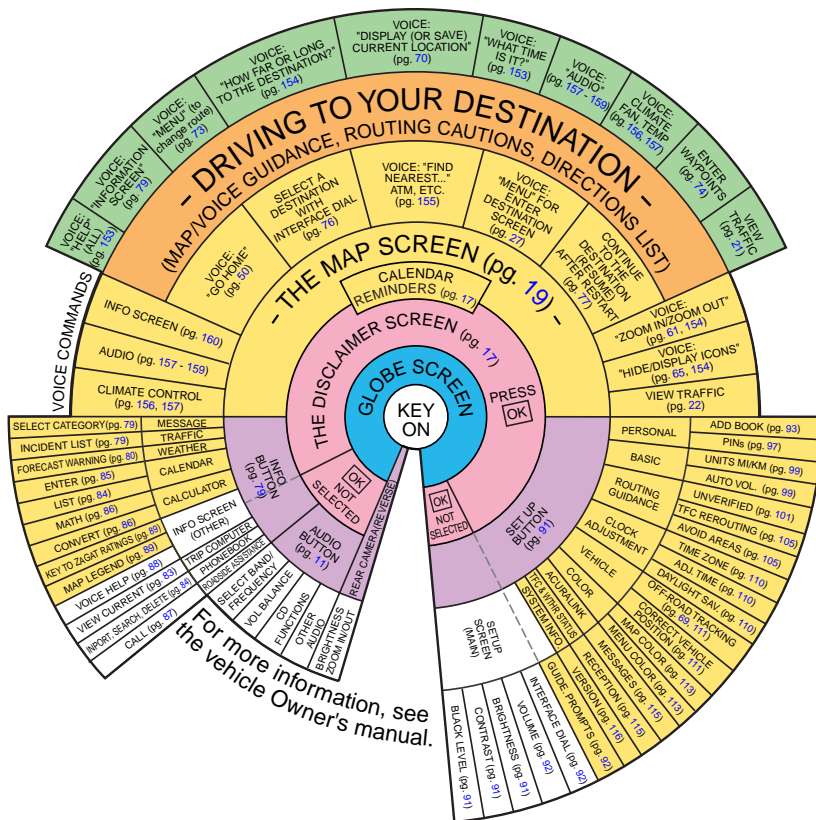 VOICE:
"HELP"
(ALL)
(pg. 153)
VOICE:
"INFORMATION
SCREEN"
(pg. 79)
VOICE:
"MENU" (to
change route)
(pg. 73)
VOICE:
"HOW FAR OR LONG
TO THE DESTINATION?"
(pg. 154)
VOICE:
"DISPLAY (OR SAVE)
CURRENT LOCATION"
(pg. 70)
VOICE:
"WHAT TIME
IS IT?"
(pg. 153)
VOICE:
"AUDIO"
(pg. 157 - 159)
VOICE:
CLIMATE
FAN, TEMP
(pg. 156, 157)
ENTER
WAYPOINTS
(pg. 74)
VIEW
TRAFFIC
(pg. 21)
- DRIVING TO YOUR DESTINATION -
(MAP/VOICE GUIDANCE, ROUTING CAUTIONS, DIRECTIONS LIST)
VOICE:
"GO HOME"
(pg. 50)
SELECT A
DESTINATION
WITH
INTERFACE DIAL
(pg. 76)
VOICE: "FIND
NEAREST..."
ATM, ETC.
(pg. 155)
VOICE:
"MENU" FOR
ENTER
DESTINATION
SCREEN
(pg. 27)
CONTINUE
TO THE
DESTINATION
(RESUME)
AFTER RESTART
(pg. 77)
- THE MAP SCREEN (pg. 19) -
CALENDAR
REMINDERS (pg. 17)
THE DISCLAIMER SCREEN (pg. 17)
GLOBE SCREEN
KEY
ON
PRESS
OK
VOICE COMMANDS
INFO SCREEN (pg. 160)
AUDIO (pg. 157 - 159)
CLIMATE CONTROL
(pg. 156, 157)
VOICE:
"ZOOM IN/ZOOM OUT"
(pg. 61, 154)
VOICE:
"HIDE/DISPLAY ICONS"
(pg. 65, 154)
VIEW TRAFFIC
(pg. 22)
SELECT CATEGORY(pg. 79)
INCIDENT LIST (pg. 79)
FORECAST WARNING (pg. 80)
ENTER (pg. 85)
LIST (pg. 84)
MATH (pg. 86)
CONVERT (pg. 86)
KEY TO ZAGAT RATINGS (pg. 89)
MAP LEGEND (pg. 89)
VOICE HELP (pg. 88)
VIEW CURRENT (pg. 83)
INPORT, SEARCH, DELETE (pg. 84)
CALL (pg. 87)
MESSAGE
TRAFFIC
WEATHER
CALENDAR
CALCULATOR
INFO SCREEN
(OTHER)
TRIP COMPUTER
PHONEBOOK
ROADSIDE ASSISTANCE
INFO
BUTTON
(pg. 79)
OK
NOT
SELECTED
AUDIO
BUTTON
(pg. 11)
SELECT BAND/
FREQUENCY
VOL BALANCE
CD
FUNCTIONS
OTHER
AUDIO
BRIGHTNESS
ZOOM IN/OUT
REAR CAMERA(REVERSE)
For more information, see
the vehicle Owner's manual.
OK
NOT
SELECTED
SET UP
BUTTON
(pg. 91)
PERSONAL
BASIC
ROUTING
GUIDANCE
CLOCK
ADJUSTMENT
VEHICLE
COLOR
ACURALINK
TFC & WTHR STATUS
SYSTEM INFO.
SETUP
SCREEN
(MAIN)
ADD BOOK (pg. 93)
PINs (pg. 97)
UNITS MI/KM (pg. 99)
AUTO VOL. (pg. 99)
UNVERIFIED (pg. 101)
TFC REROUTING (pg. 105)
AVOID AREAS (pg. 105)
TIME ZONE (pg. 110)
ADJ. TIME (pg. 110)
DAYLIGHT SAV. (pg. 110)
OFF-ROAD TRACKING
(pg. 69, 111)
CORRECT VEHICLE
POSITION (pg. 111)
MAP COLOR (pg. 113)
MENU COLOR (pg. 113)
MESSAGES (pg. 115)
RECEPTION (pg. 115)
VERSION (pg. 116)
GUIDE. PROMPTS (pg. 92)
INTERFACE DIAL (pg. 92)
VOLUME (pg. 92)
BRIGHTNESS (pg. 91)
CONTRAST (pg. 91)
BLACK LEVEL (pg. 91)